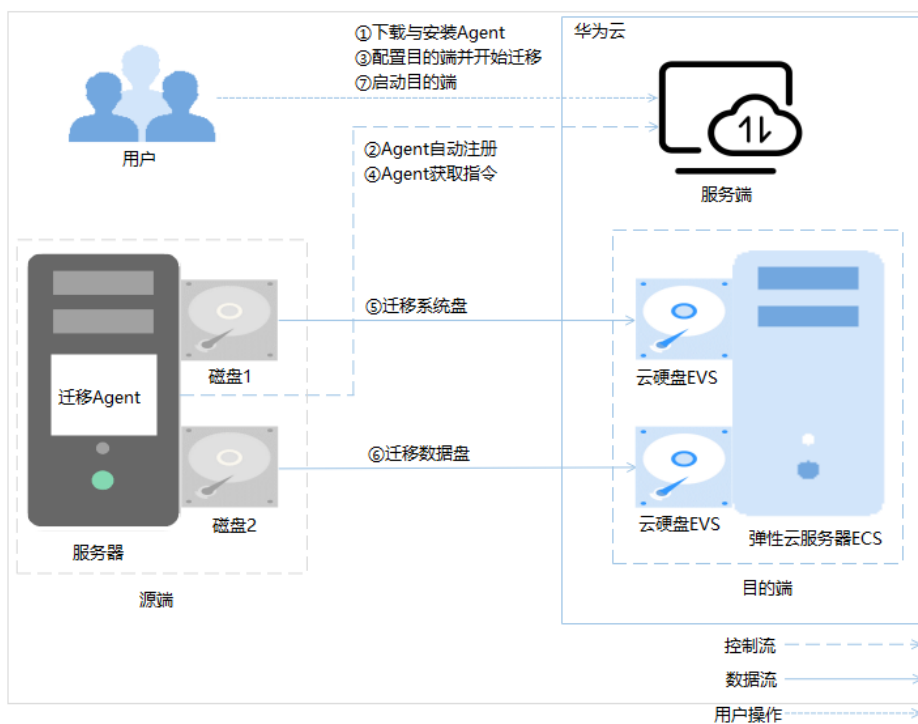 ①下载与安装Agent
③配置目的端并开始迁移
⑦启动目的端
华为云
用户
②Agent自动注册
④Agent获取指令
服务端
⑤迁移系统盘
磁盘1
云硬盘EVS
迁移Agent
⑥迁移数据盘
磁盘2
云硬盘EVS
服务器
弹性云服务器ECS
源端
目的端
控制流
数据流
用户操作